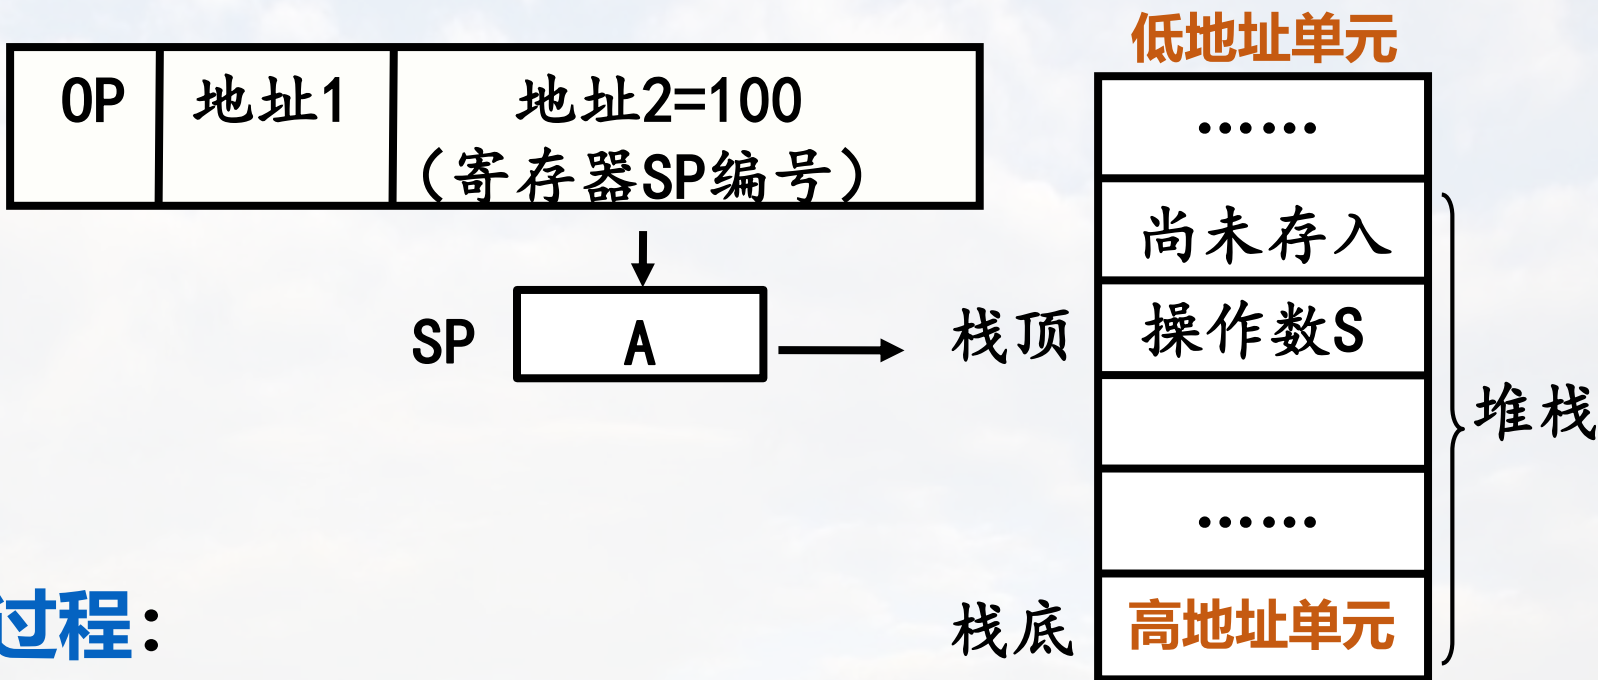 低地址单元
OP 地址1 地址2=100
(寄存器SP编号)
……
尚未存入
SP A 栈顶 操作数S
堆栈
……
过程：
栈底 高地址单元